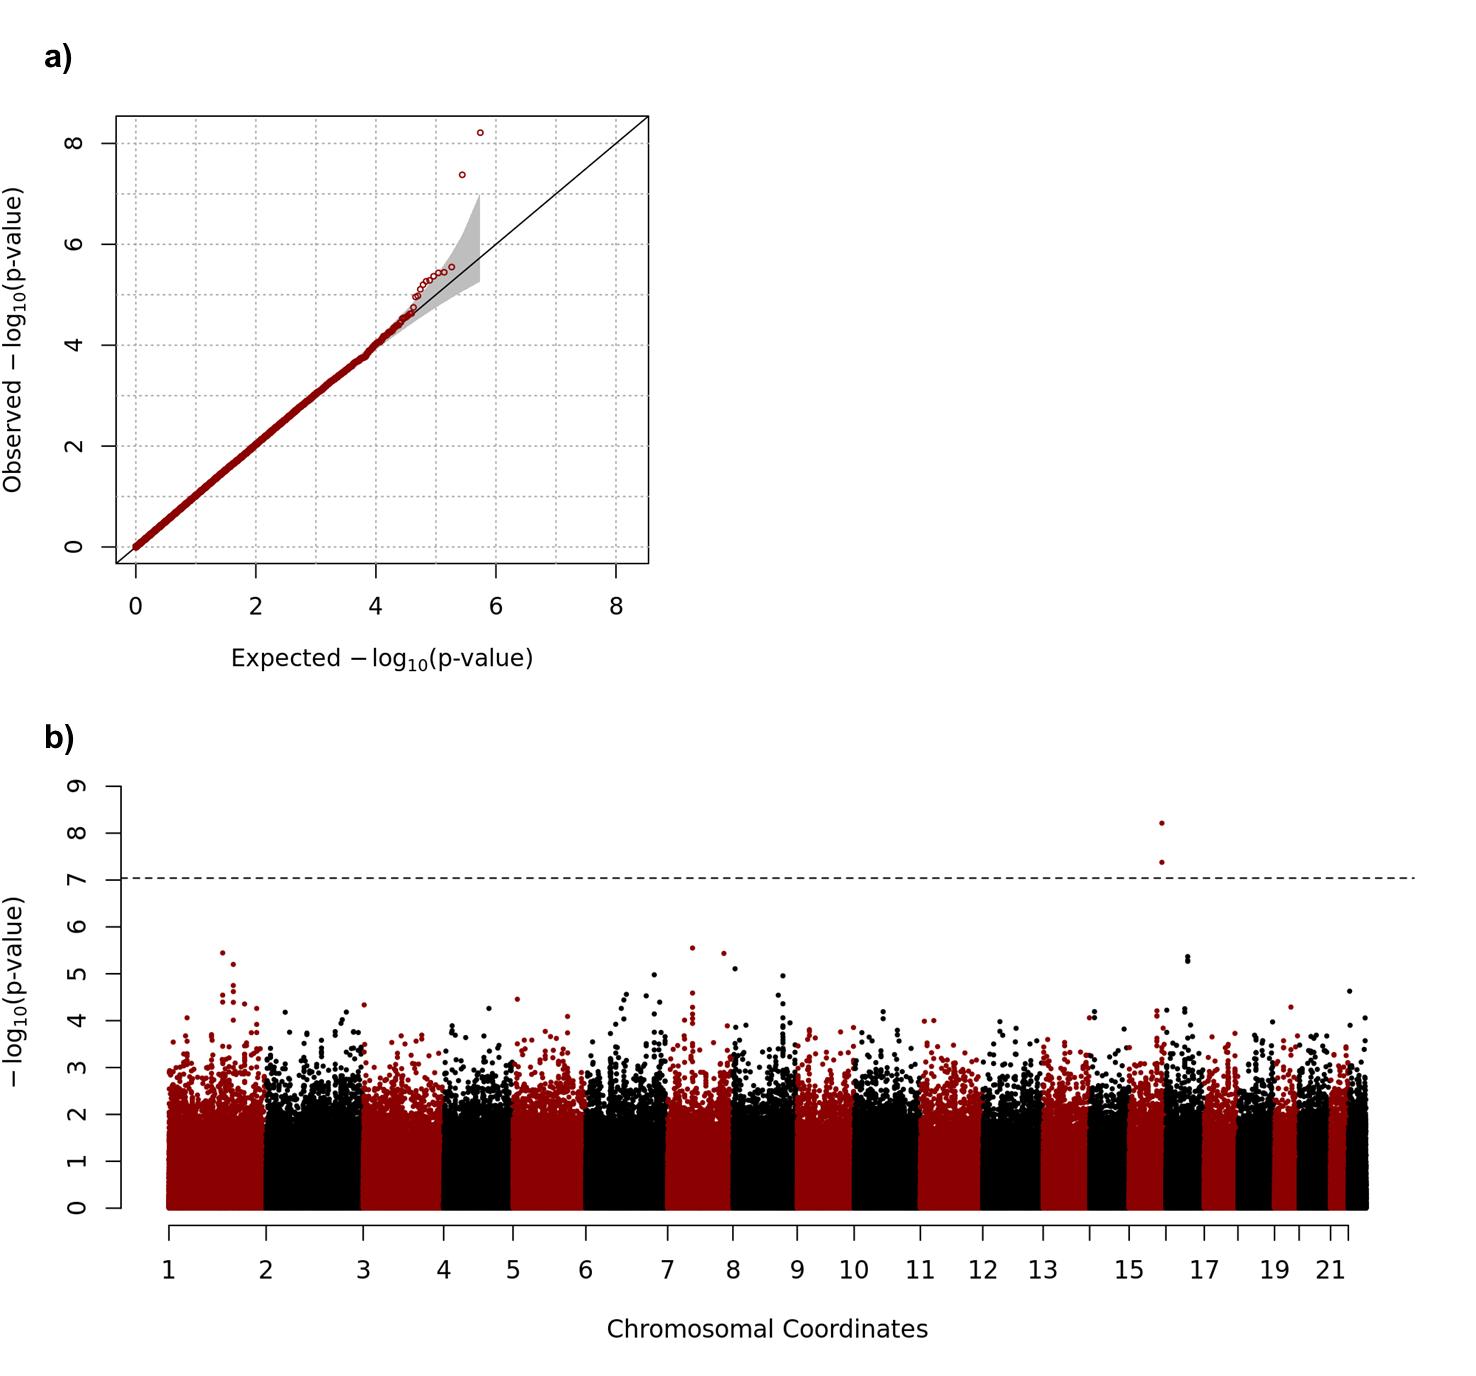 a)
8
6
4
2
0
Observed −log10(p-value)
0 2 4 6 8
Expected −log10(p-value)
b)
9
8
7
6
5
4
3
2
1
0
−log10(p-value)
1 2 3 4 5 6 7 8 9 10 11 12 13 15 17 19 21
Chromosomal Coordinates